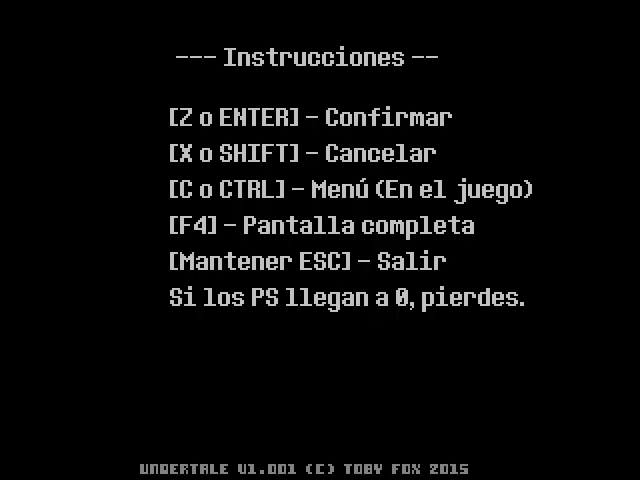 --- Instrucciones --
[Z o ENTER] - Confirmar
[X o SHIFT] - Cancelar
[C o CTRL] - Menú (En el juego)
[F4] - Pantalla completa
[Mantener ESC] - Salir
Si los PS llegan a 0, pierdes.
UNDERTALE V1.001 (C) TOBY FOX 2015